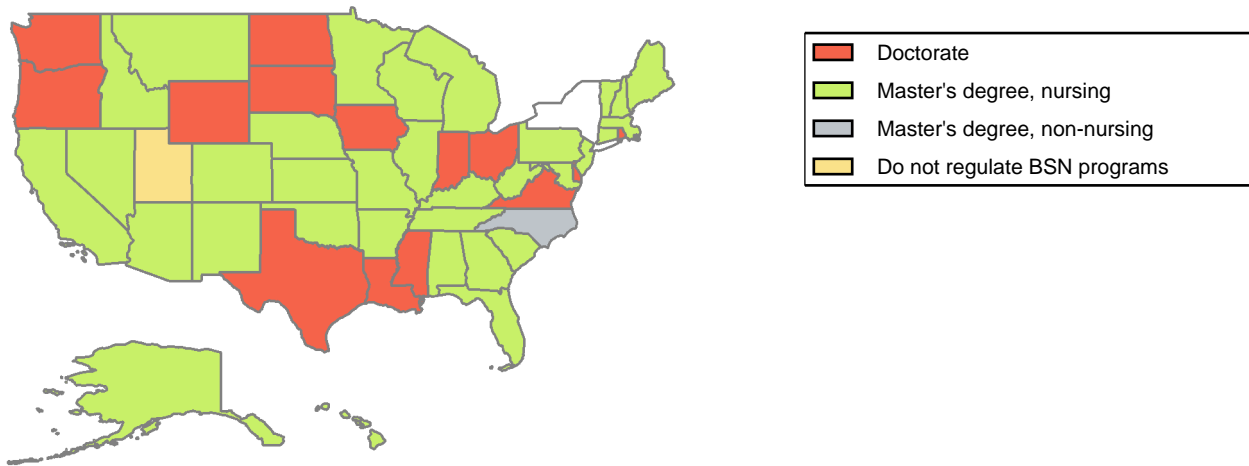 Doctorate
Master's degree, nursing
Master's degree, non-nursing
Do not regulate BSN programs